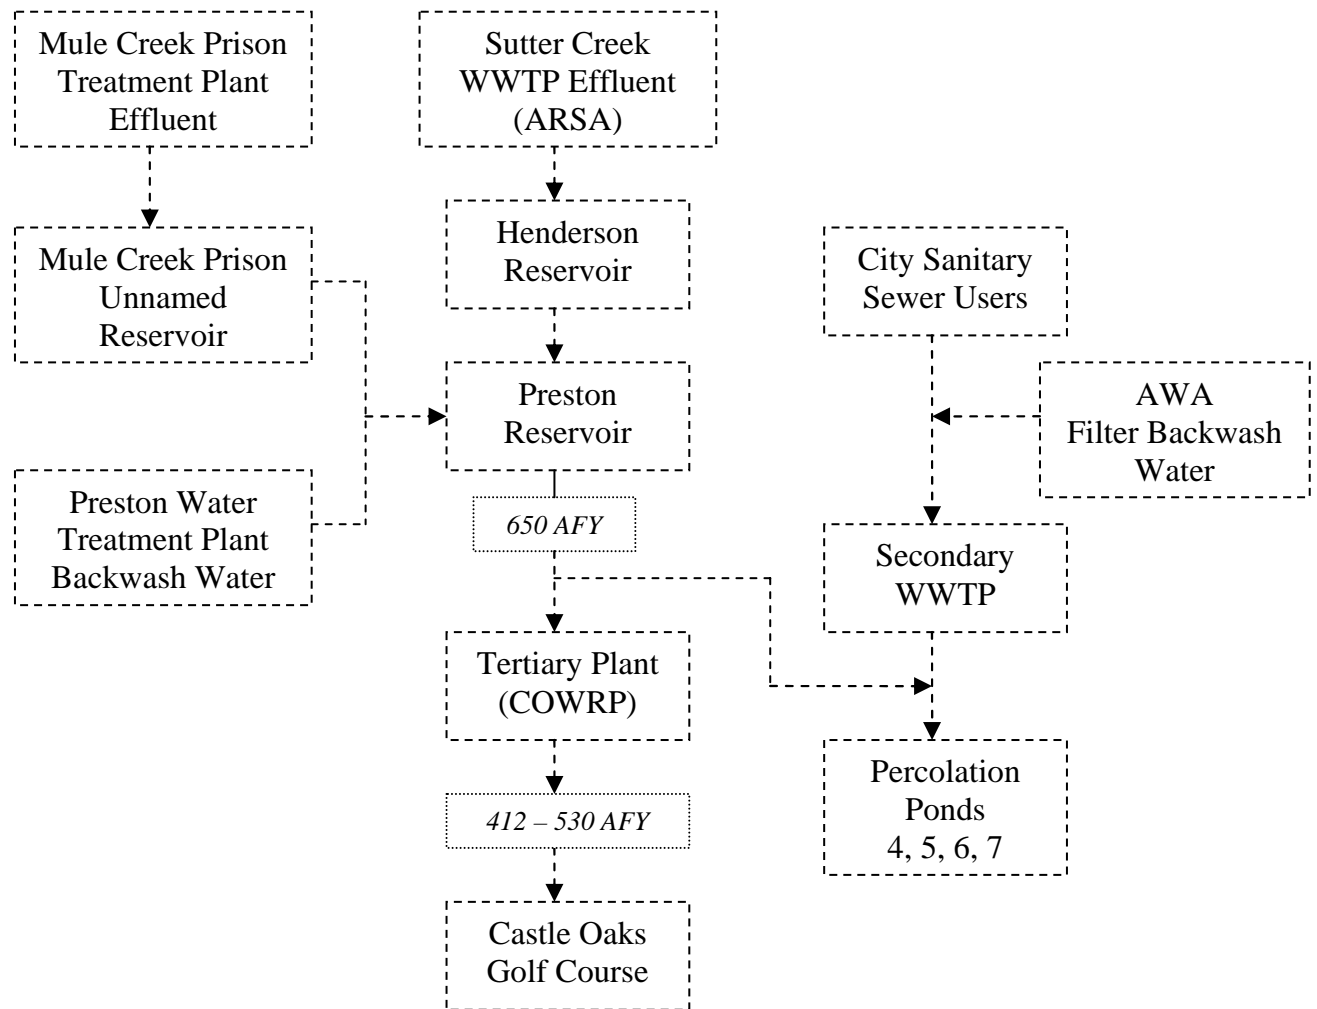 Mule Creek Prison
Treatment Plant
Effluent
Sutter Creek
WWTP Effluent
(ARSA)
Mule Creek Prison
Unnamed
Reservoir
Henderson
Reservoir
City Sanitary
Sewer Users
Preston
Reservoir
AWA
Filter Backwash
Water
Preston Water
Treatment Plant
Backwash Water
650 AFY
Secondary
WWTP
Tertiary Plant
(COWRP)
Percolation
Ponds
4, 5, 6, 7
412 – 530 AFY
Castle Oaks
Golf Course